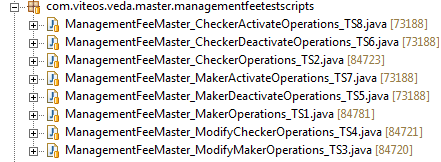 com.viteos.veda.master.managementfeetestscripts
ManagementFeeMaster_CheckerActivateOperations_TS8.java [73188]
ManagementFeeMaster_CheckerDeactivateOperations_TS6.java [73188]
ManagementFeeMaster_CheckerOperations_TS2.java [84723]
ManagementFeeMaster_MakerActivateOperations_TS7.java [73188]
ManagementFeeMaster_MakerDeactivateOperations_TS5.java [73188]
ManagementFeeMaster_MakerOperations_TS1.java [84781]
ManagementFeeMaster_ModifyCheckerOperations_TS4.java [84721]
ManagementFeeMaster_ModifyMakerOperations_TS3.java [84720]